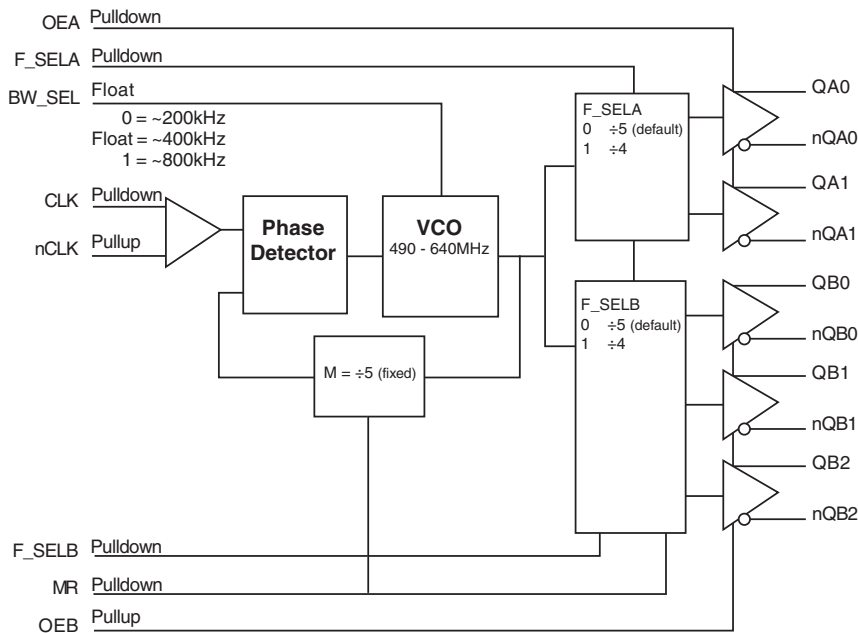 OEA Pulldown
F_SELA Pulldown
BW_SEL Float
0 = ~200kHz
Float = ~400kHz
1 = ~800kHz
CLK Pulldown
nCLK Pullup
Phase
Detector
VCO
490 - 640MHz
M = ÷5 (fixed)
F_SELA
0 ÷5 (default)
1 ÷4
F_SELB
0 ÷5 (default)
1 ÷4
QA0
nQA0
QA1
nQA1
QB0
nQB0
QB1
nQB1
QB2
nQB2
F_SELB Pulldown
MR Pulldown
OEB Pullup